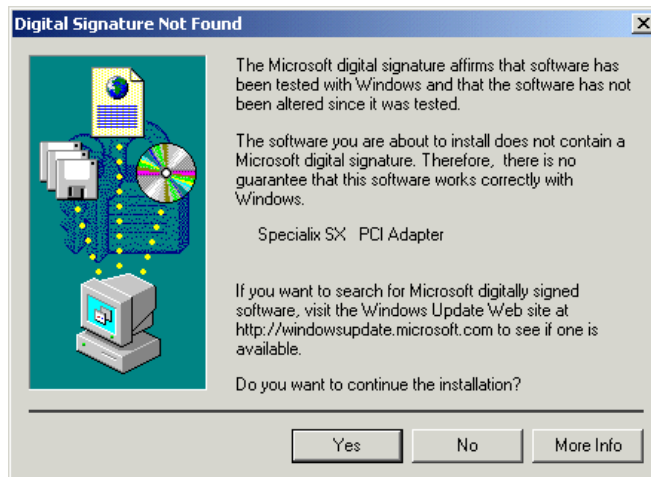 Digital Signature Not Found
The Microsoft digital signature affirms that software has
been tested with Windows and that the software has not
been altered since it was tested.
The software you are about to install does not contain a
Microsoft digital signature. Therefore, there is no
guarantee that this software works correctly with
Windows.
Specialix SX PCI Adapter
If you want to search for Microsoft digitally signed
software, visit the Windows Update Web site at
http://windowsupdate.microsoft.com to see if one is
available.
Do you want to continue the installation?
Yes No More Info